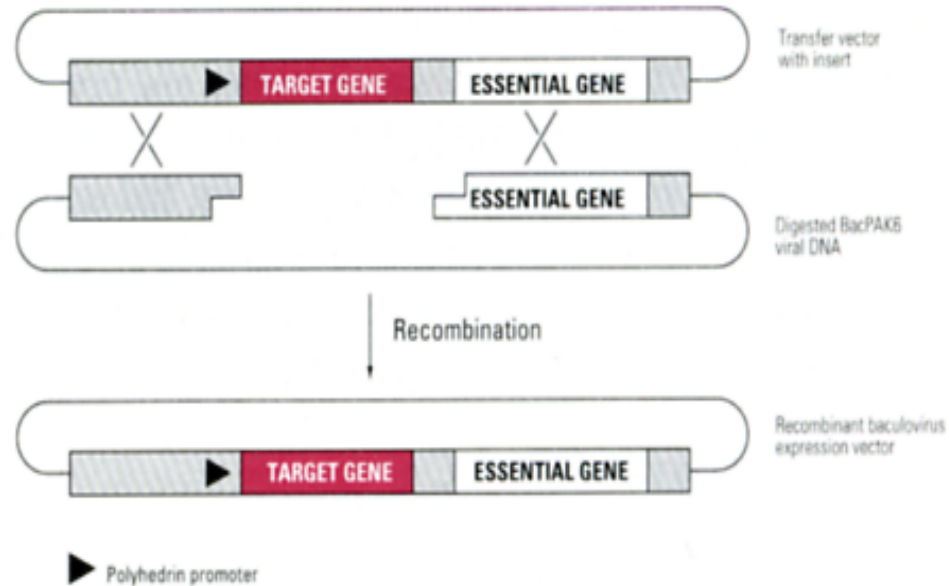 Transfer vector
with insert
TARGET GENE
ESSENTIAL GENE
ESSENTIAL GENE
Digested BacPAK6
viral DNA
Recombination
Recombinant baculovirus
expression vector
TARGET GENE
ESSENTIAL GENE
Polyhedrin promoter